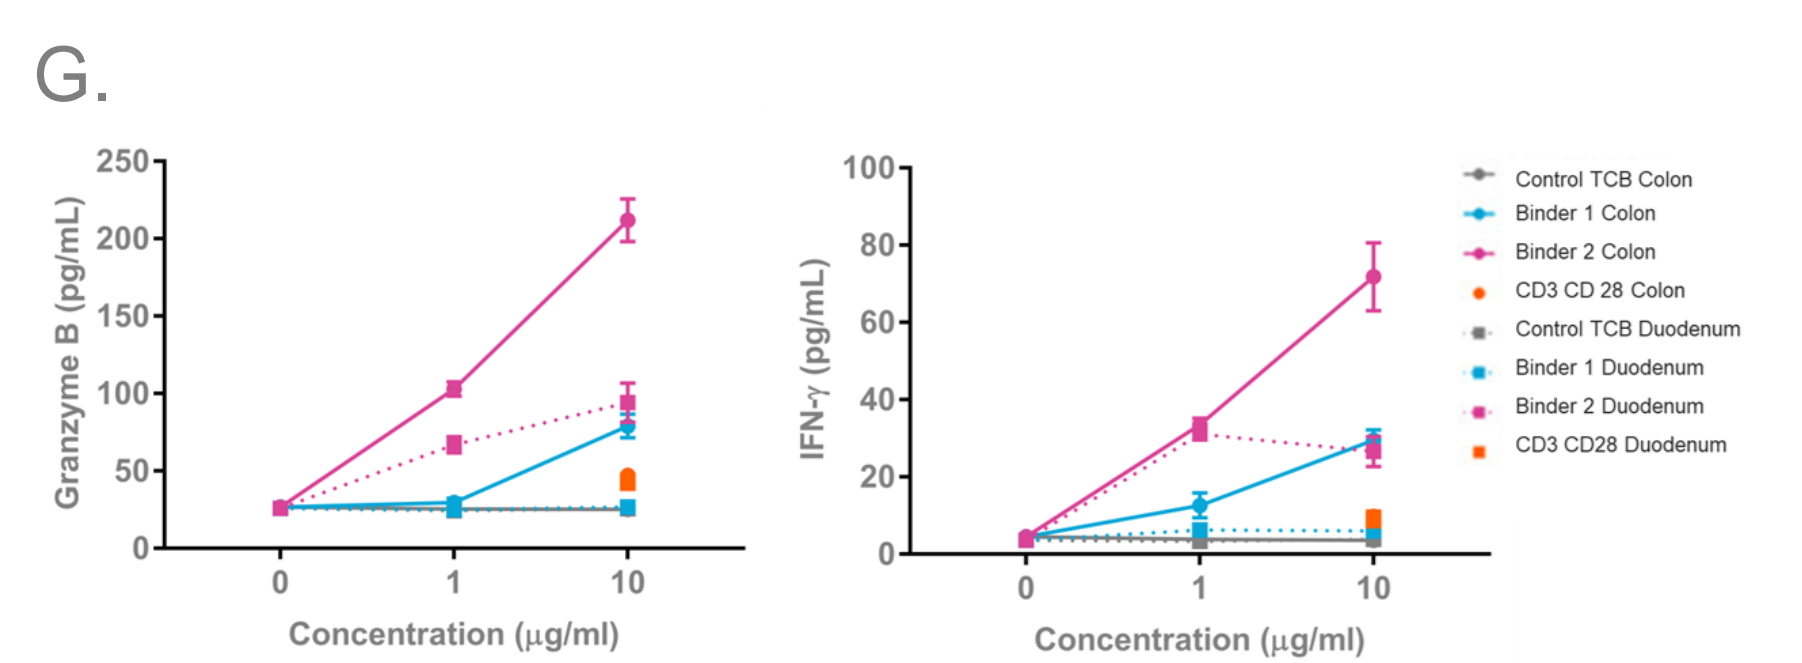 G.
250
200
150
100
50
0
Granzyme B (pg/mL)
0 1 10
Concentration (μg/ml)
100
80
60
40
20
0
IFN-γ (pg/mL)
0 1 10
Concentration (μg/ml)
Control TCB Colon
Binder 1 Colon
Binder 2 Colon
CD3 CD 28 Colon
Control TCB Duodenum
Binder 1 Duodenum
Binder 2 Duodenum
CD3 CD28 Duodenum